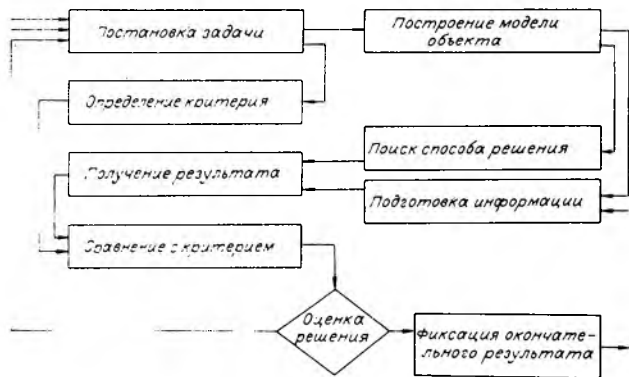 Постановка задачи
Построение модели
объекта
Определение критерия
Поиск способа решения
Получение результата
Подготовка информации
Сравнение с критерием
Оценка
решения
Фиксация окончате-
льного результата